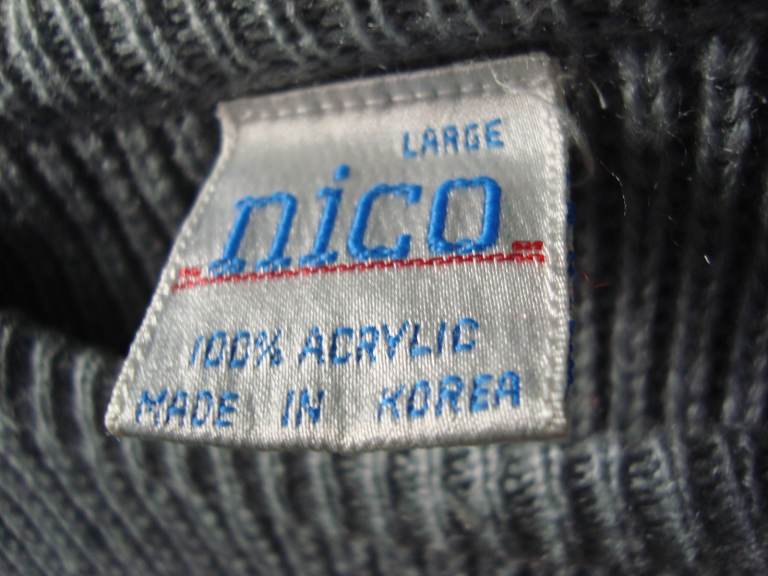 LARGE
nico
100% ACRYLIC
MADE IN KOREA